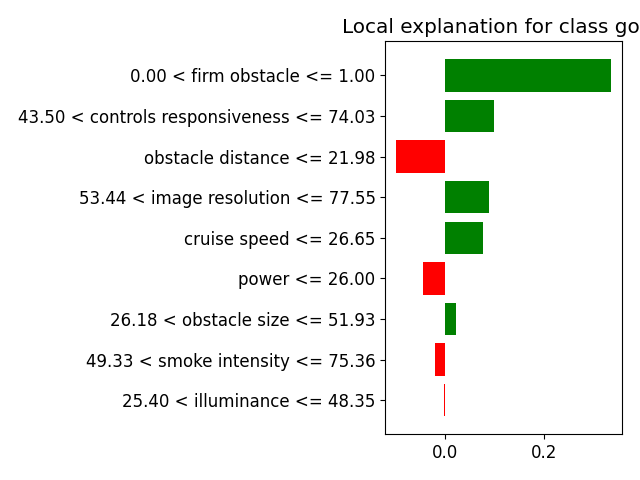 Local explanation for class go
0.00 < firm obstacle <= 1.00
43.50 < controls responsiveness <= 74.03
obstacle distance <= 21.98
53.44 < image resolution <= 77.55
cruise speed <= 26.65
power <= 26.00
26.18 < obstacle size <= 51.93
49.33 < smoke intensity <= 75.36
25.40 < illuminance <= 48.35
0.0 0.2